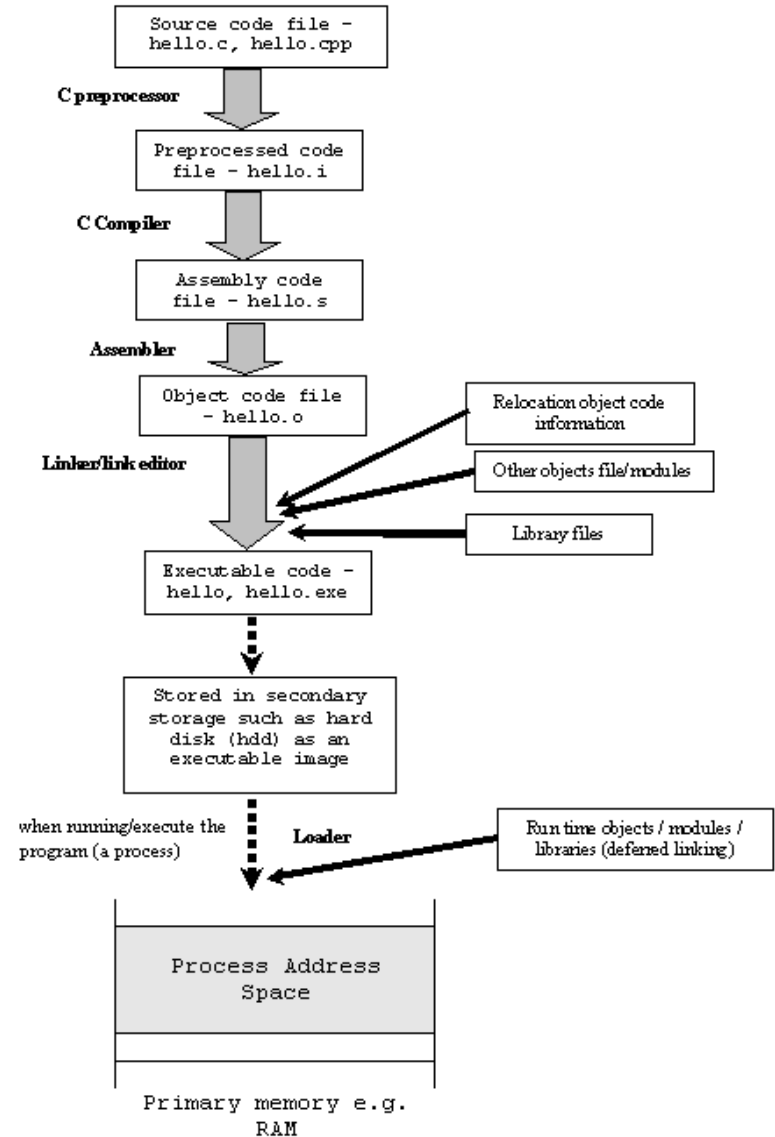 Source code file -
hello.c, hello.cpp
C preprocessor
Preprocessed code
file - hello.i
C Compiler
Assembly code
file - hello.s
Assembler
Object code file
- hello.o
Relocation object code
information
Linker/link editor
Other objects file/modules
Library files
Executable code -
hello, hello.exe
Stored in secondary
storage such as hard
disk (hdd) as an
executable image
when running/execute the
program (a process)
Loader
Run time objects / modules /
libraries (deferred linking)
Process Address
Space
Primary memory e.g.
RAM